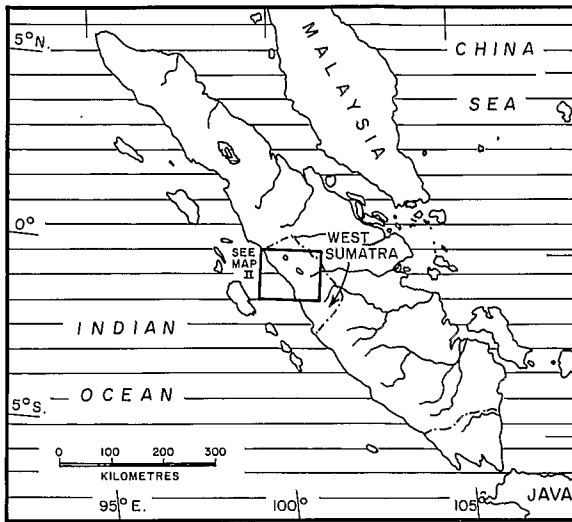 5°N.
CHINA
SEA
MALAYSIA
0°
WEST
SUMATRA
SEE
MAP
II
INDIAN
OCEAN
5°S.
0 100 200 300
KILOMETRES
95°E. 100° 105°
JAVA